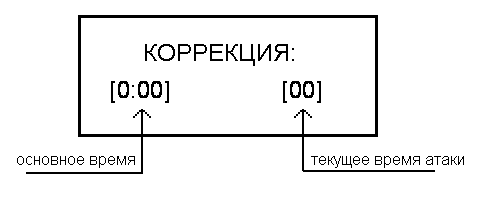 КОРРЕКЦИЯ:
[0:00] [00]
основное время текущее время атаки